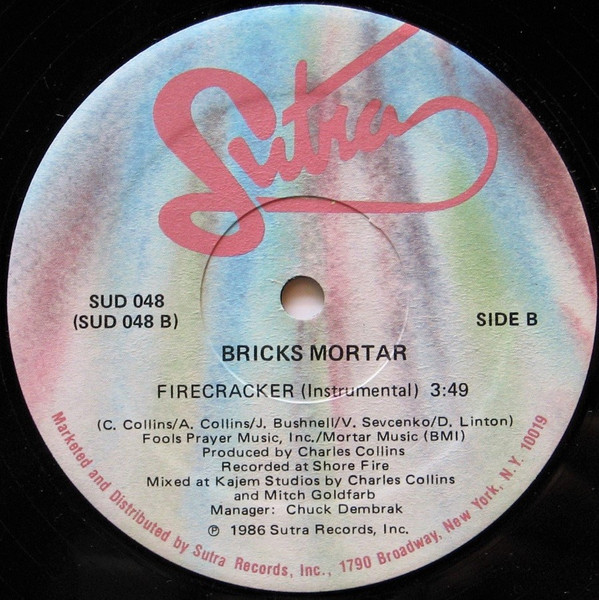 Sutra
SUD 048
(SUD 048 B)
SIDE B
BRICKS MORTAR
FIRECRACKER (Instrumental) 3:49
(C. Collins/A. Collins/J. Bushnell/V. Sevcenko/D. Linton)
Fools Prayer Music, Inc./Mortar Music (BMI)
Produced by Charles Collins
Recorded at Shore Fire
Mixed at Kajem Studios by Charles Collins
and Mitch Goldfarb
Manager: Chuck Dembrak
℗ 1986 Sutra Records, Inc.
Marketed and Distributed by Sutra Records, Inc., 1790 Broadway, New York, N.Y. 10019